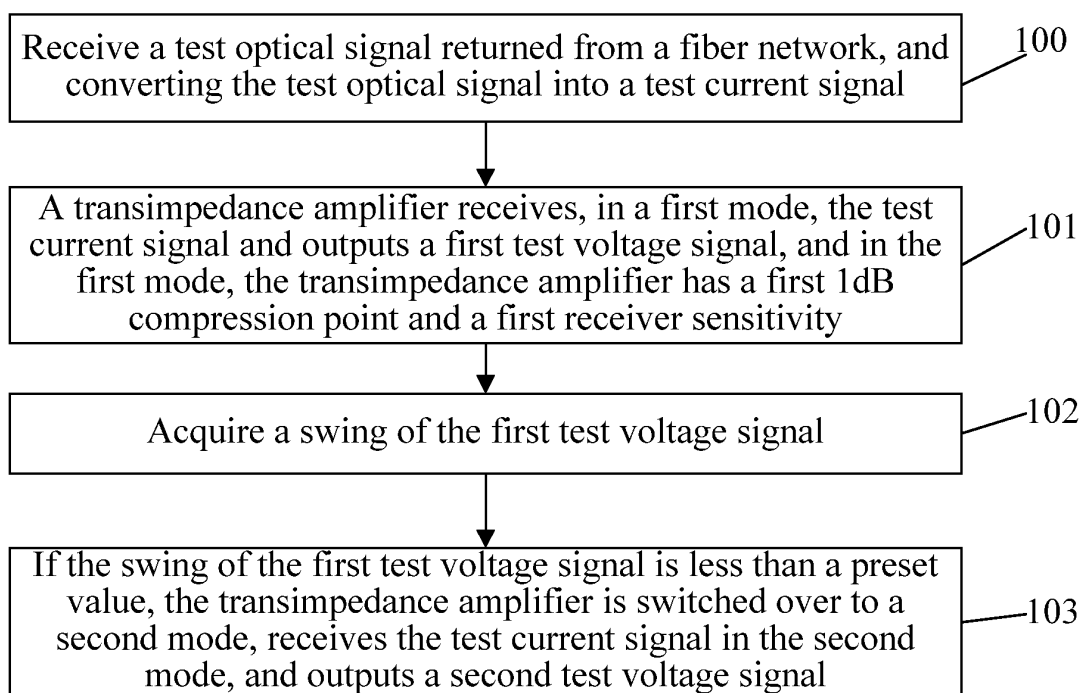 Receive a test optical signal returned from a fiber network, and
converting the test optical signal into a test current signal
100
A transimpedance amplifier receives, in a first mode, the test
current signal and outputs a first test voltage signal, and in the
first mode, the transimpedance amplifier has a first 1dB
compression point and a first receiver sensitivity
101
Acquire a swing of the first test voltage signal
102
If the swing of the first test voltage signal is less than a preset
value, the transimpedance amplifier is switched over to a
second mode, receives the test current signal in the second
mode, and outputs a second test voltage signal
103